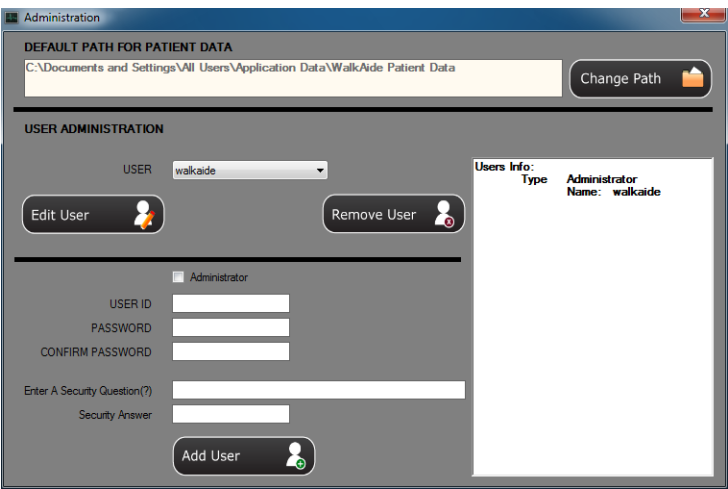 Administration
DEFAULT PATH FOR PATIENT DATA
C:\Documents and Settings\All Users\Application Data\WalkAide Patient Data
Change Path
USER ADMINISTRATION
USER walkaide
Edit User
Remove User
Users Info:
Type Administrator
Name: walkaide
Administrator
USER ID
PASSWORD
CONFIRM PASSWORD
Enter A Security Question(?)
Security Answer
Add User